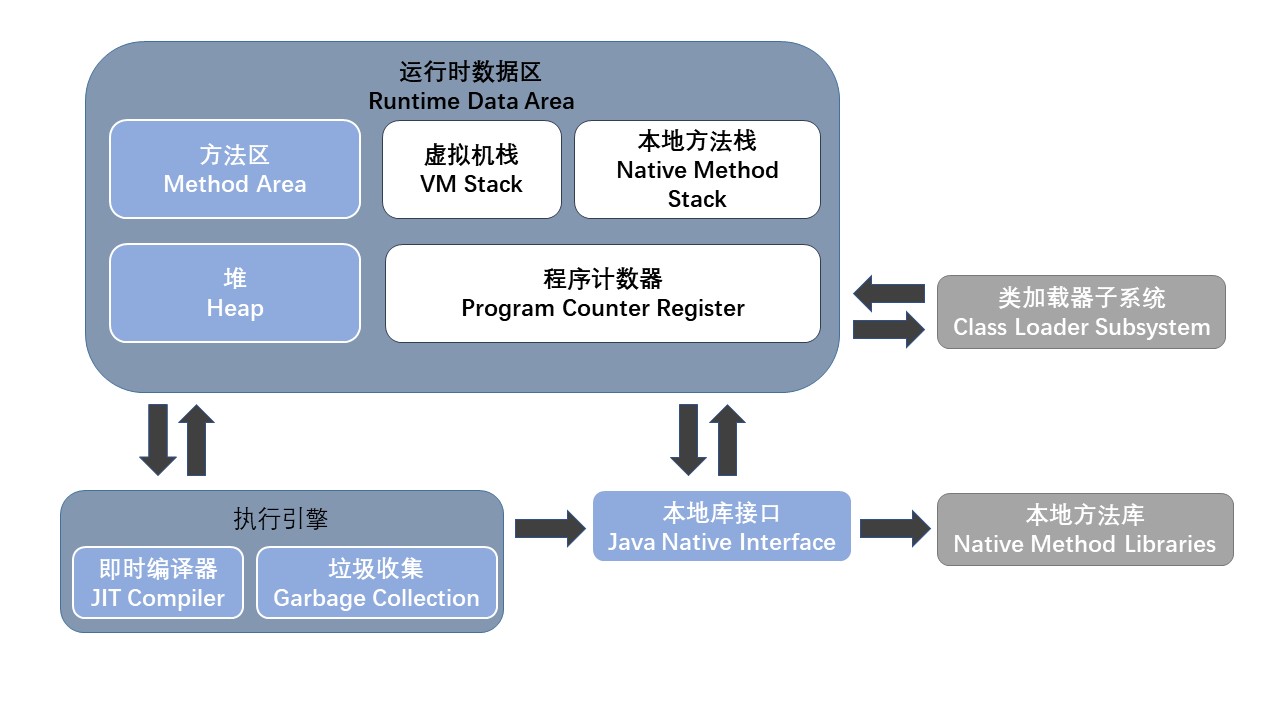 运行时数据区
Runtime Data Area
方法区
Method Area
虚拟机栈
VM Stack
本地方法栈
Native Method
Stack
堆
Heap
程序计数器
Program Counter Register
类加载器子系统
Class Loader Subsystem
执行引擎
即时编译器
JIT Compiler
垃圾收集
Garbage Collection
本地库接口
Java Native Interface
本地方法库
Native Method Libraries